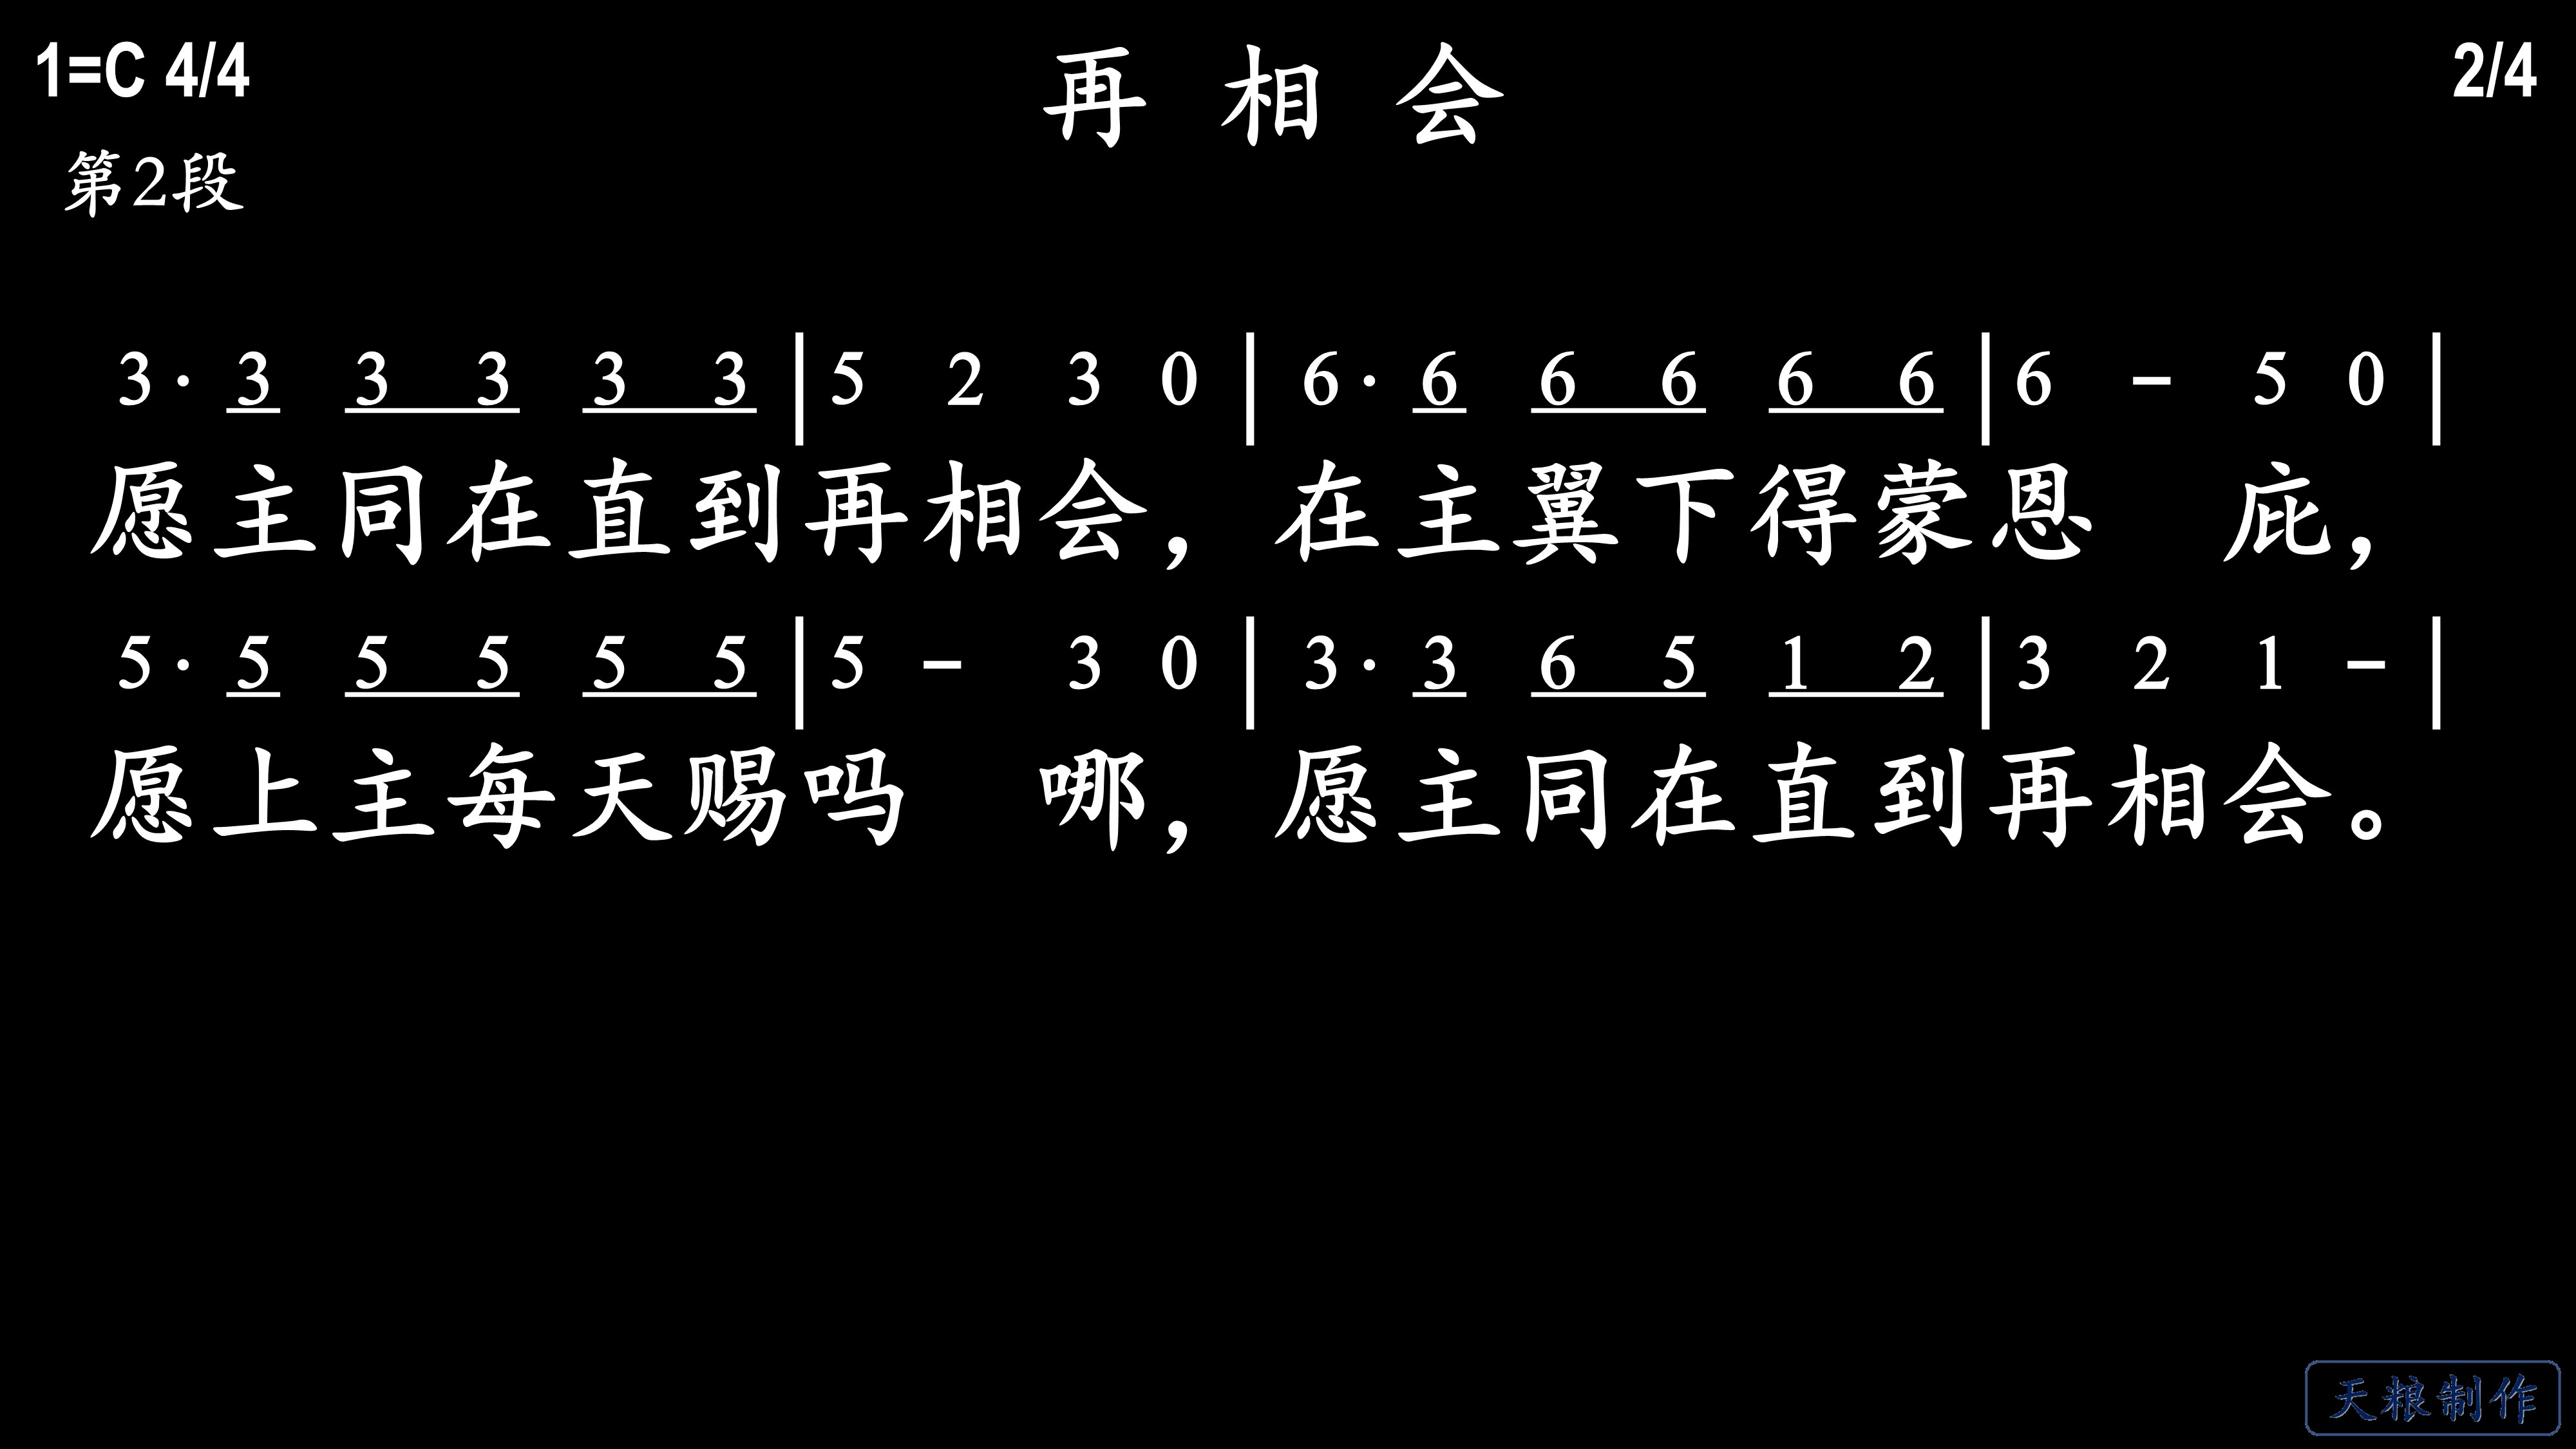 1=C 4/4
再 相 会
2/4
第2段
3· 3 3 3 3 3 | 5 2 3 0 | 6· 6 6 6 6 6 | 6 – 5 0 |
愿主同在直到再相会，在主翼下得蒙恩 庇，
5· 5 5 5 5 5 | 5 – 3 0 | 3· 3 6 5 1 2 | 3 2 1 – |
愿上主每天赐吗 哪，愿主同在直到再相会。
天粮制作